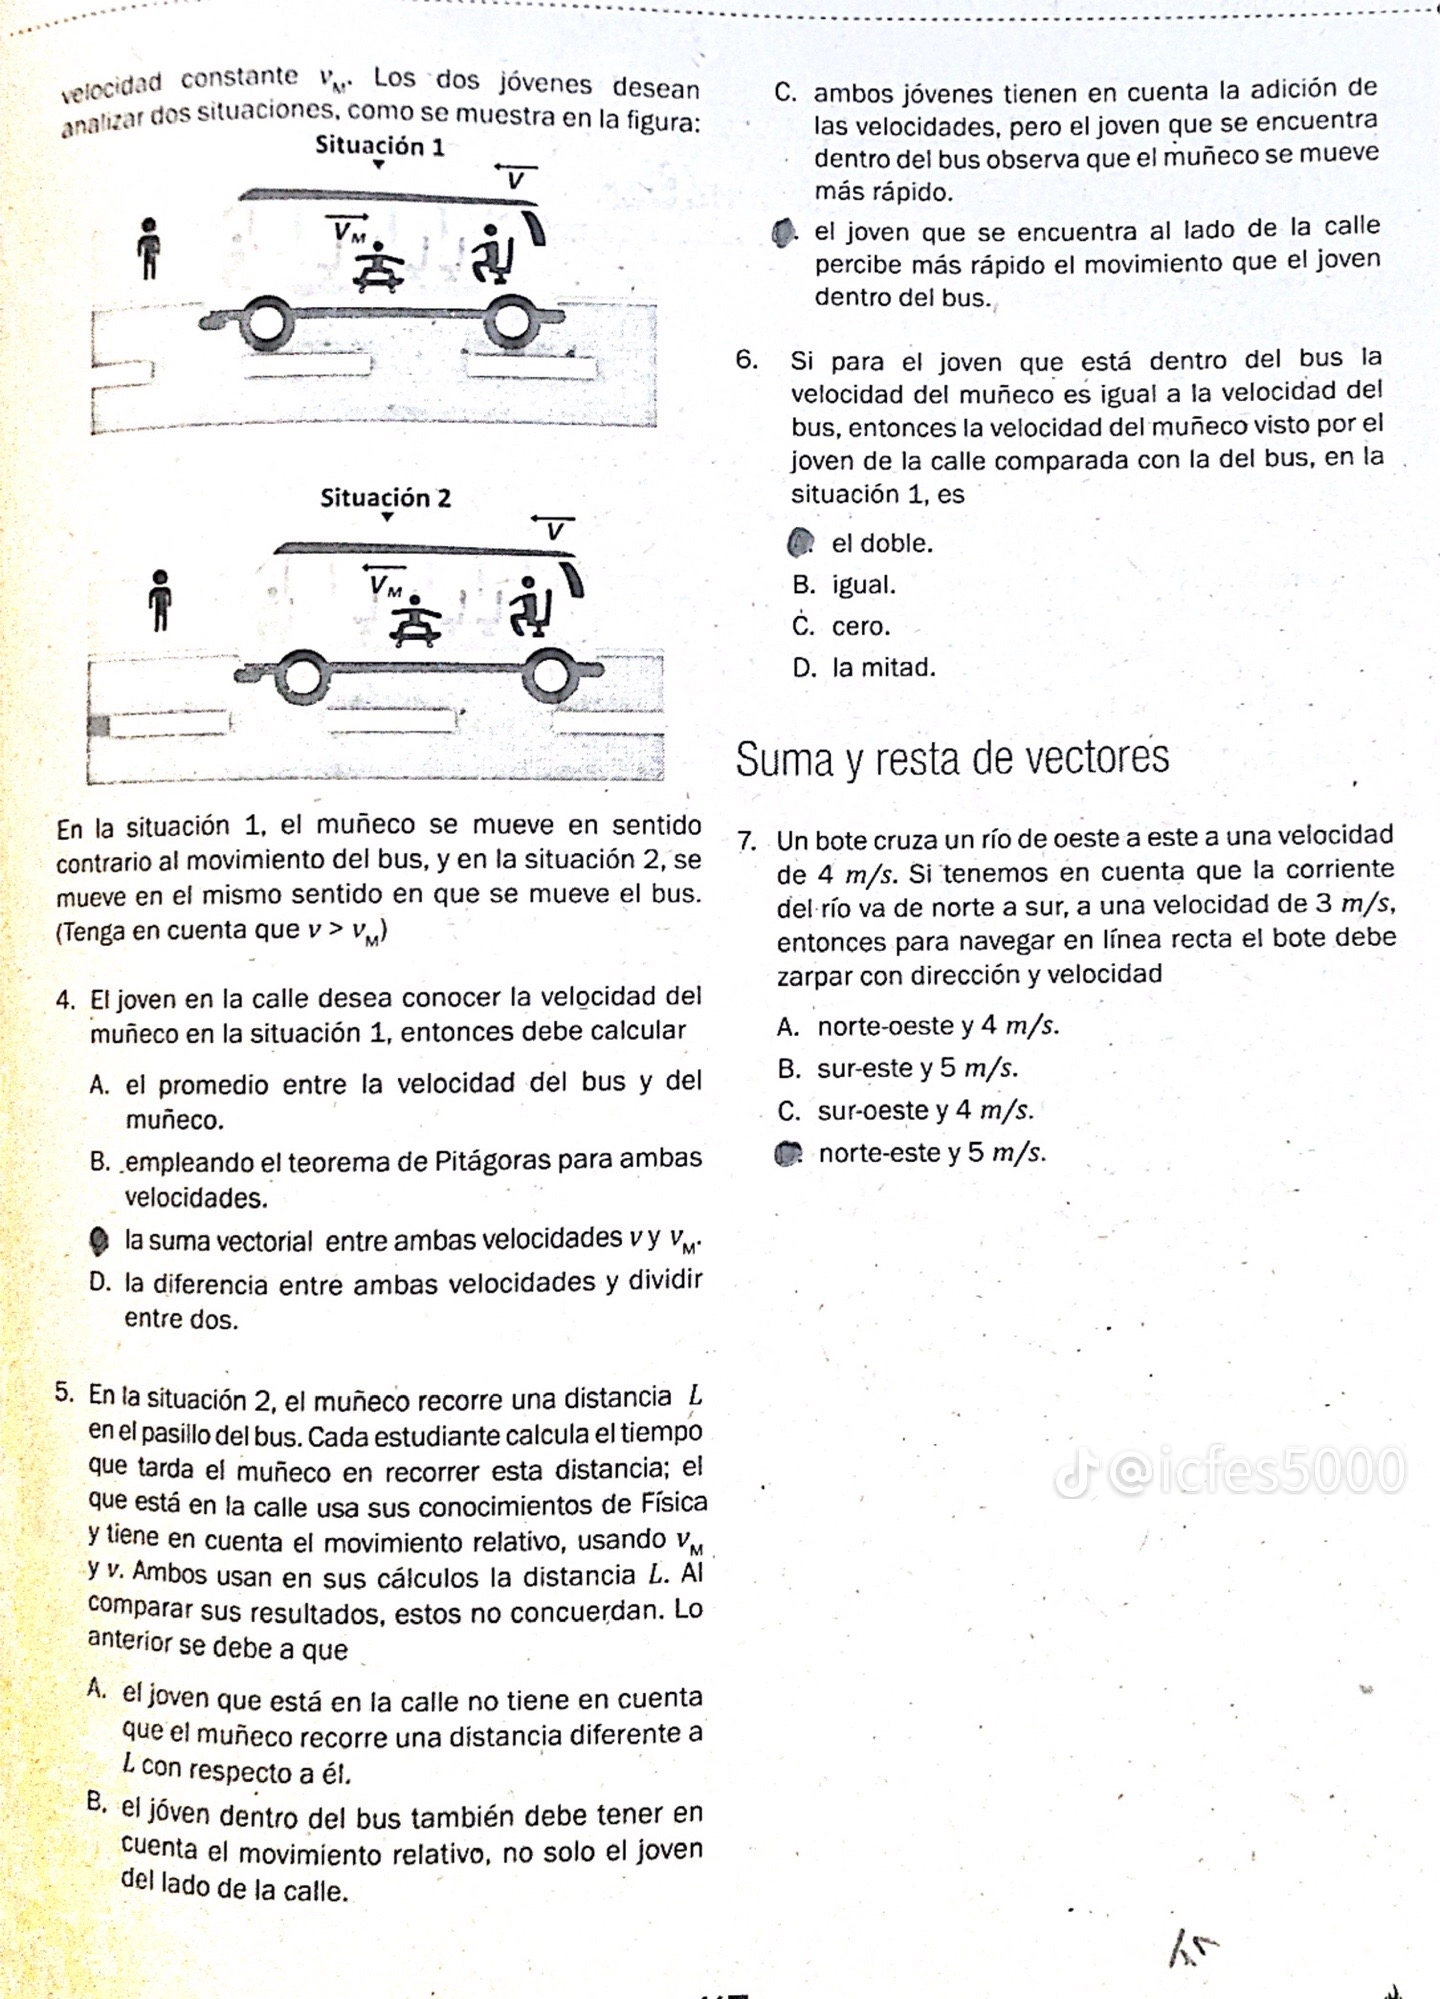 velocidad constante vM. Los dos jóvenes desean
analizar dos situaciones, como se muestra en la figura:
Situación 1
V
VM
Situación 2
V
VM
En la situación 1, el muñeco se mueve en sentido
contrario al movimiento del bus, y en la situación 2, se
mueve en el mismo sentido en que se mueve el bus.
(Tenga en cuenta que v > vM)
4. El joven en la calle desea conocer la velocidad del
muñeco en la situación 1, entonces debe calcular
A. el promedio entre la velocidad del bus y del
muñeco.
B. empleando el teorema de Pitágoras para ambas
velocidades.
la suma vectorial entre ambas velocidades v y vM.
D. la diferencia entre ambas velocidades y dividir
entre dos.
5. En la situación 2, el muñeco recorre una distancia L
en el pasillo del bus. Cada estudiante calcula el tiempo
que tarda el muñeco en recorrer esta distancia; el
que está en la calle usa sus conocimientos de Física
y tiene en cuenta el movimiento relativo, usando vM
y v. Ambos usan en sus cálculos la distancia L. Al
comparar sus resultados, estos no concuerdan. Lo
anterior se debe a que
A. el joven que está en la calle no tiene en cuenta
que el muñeco recorre una distancia diferente a
L con respecto a él.
B. el jóven dentro del bus también debe tener en
cuenta el movimiento relativo, no solo el joven
del lado de la calle.
C. ambos jóvenes tienen en cuenta la adición de
las velocidades, pero el joven que se encuentra
dentro del bus observa que el muñeco se mueve
más rápido.
el joven que se encuentra al lado de la calle
percibe más rápido el movimiento que el joven
dentro del bus.
6. Si para el joven que está dentro del bus la
velocidad del muñeco es igual a la velocidad del
bus, entonces la velocidad del muñeco visto por el
joven de la calle comparada con la del bus, en la
situación 1, es
el doble.
B. igual.
C. cero.
D. la mitad.
Suma y resta de vectores
7. Un bote cruza un río de oeste a este a una velocidad
de 4 m/s. Si tenemos en cuenta que la corriente
del río va de norte a sur, a una velocidad de 3 m/s,
entonces para navegar en línea recta el bote debe
zarpar con dirección y velocidad
A. norte-oeste y 4 m/s.
B. sur-este y 5 m/s.
C. sur-oeste y 4 m/s.
norte-este y 5 m/s.
@icfes5000